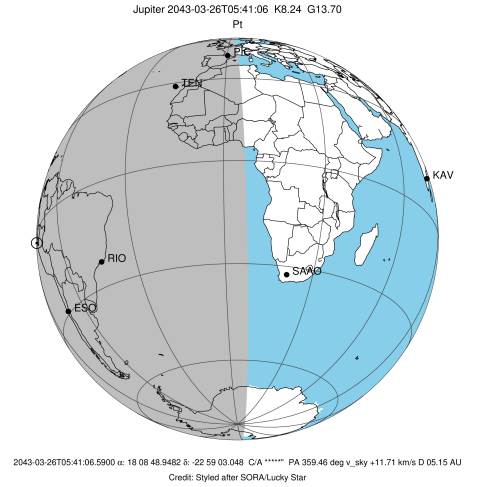 Jupiter 2043-03-26T05:41:06 K8.24 G13.70
Pt
PIC
TEN
KAV
RIO
SAAO
ESO
2043-03-26T05:41:06.5900 α: 18 08 48.9482 δ: -22 59 03.048 C/A *****" PA 359.46 deg v_sky +11.71 km/s D 05.15 AU
Credit: Styled after SORA/Lucky Star